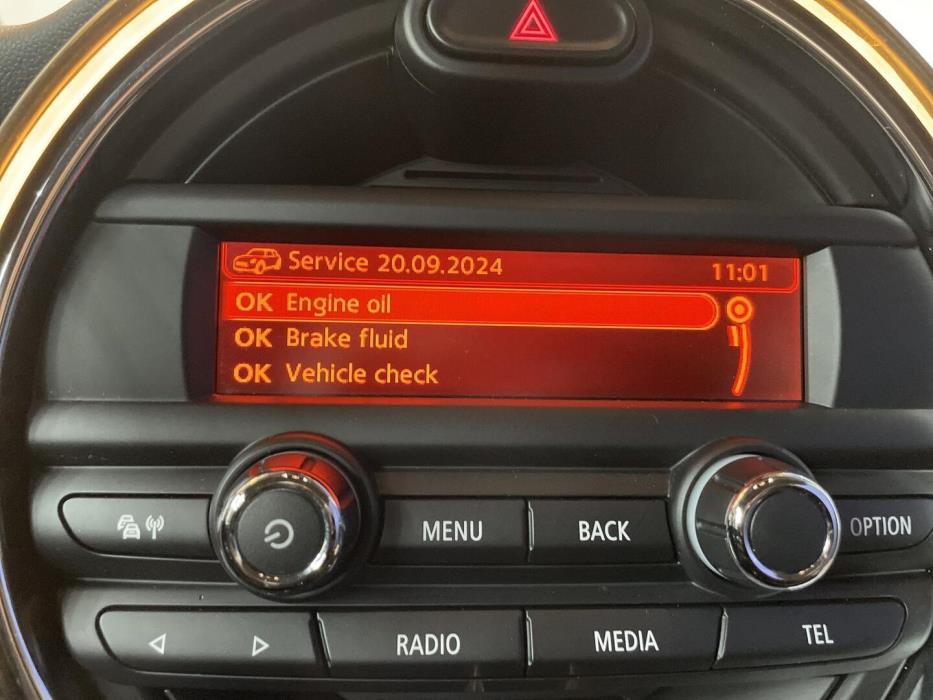 Service 20.09.2024 11:01
OK Engine oil
OK Brake fluid
OK Vehicle check
MENU BACK OPTION
RADIO MEDIA TEL